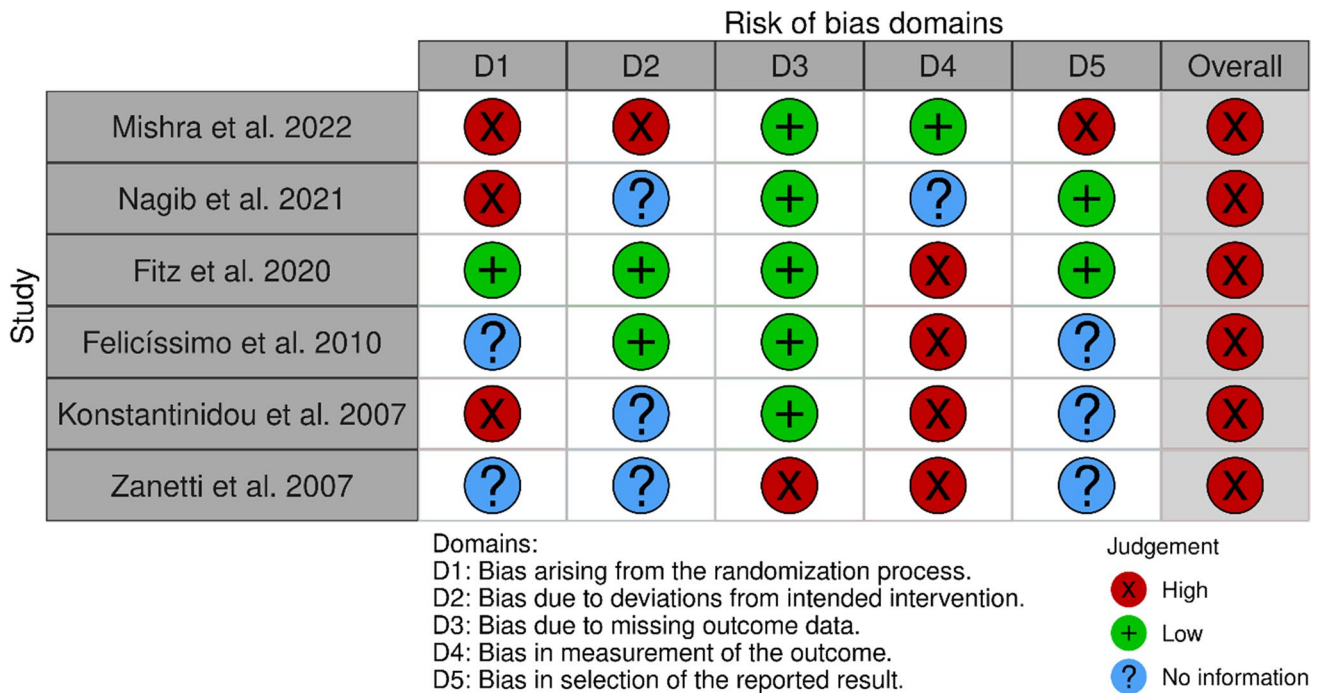 Risk of bias domains
D1 D2 D3 D4 D5 Overall
Study
Mishra et al. 2022 X X + + X X
Nagib et al. 2021 X ? + ? + X
Fitz et al. 2020 + + + X + X
Felicíssimo et al. 2010 ? + + X ? X
Konstantinidou et al. 2007 X ? + X ? X
Zanetti et al. 2007 ? ? X X ? X
Domains:
D1: Bias arising from the randomization process.
D2: Bias due to deviations from intended intervention.
D3: Bias due to missing outcome data.
D4: Bias in measurement of the outcome.
D5: Bias in selection of the reported result.
Judgement
X High
+ Low
? No information